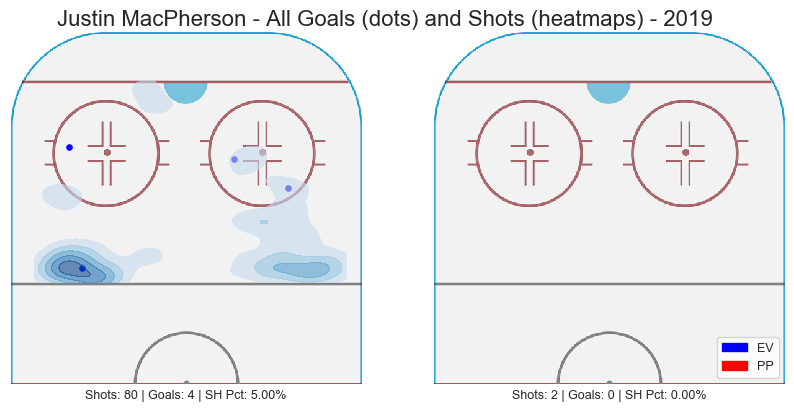 Justin MacPherson - All Goals (dots) and Shots (heatmaps) - 2019
EV
PP
Shots: 80 | Goals: 4 | SH Pct: 5.00%
Shots: 2 | Goals: 0 | SH Pct: 0.00%